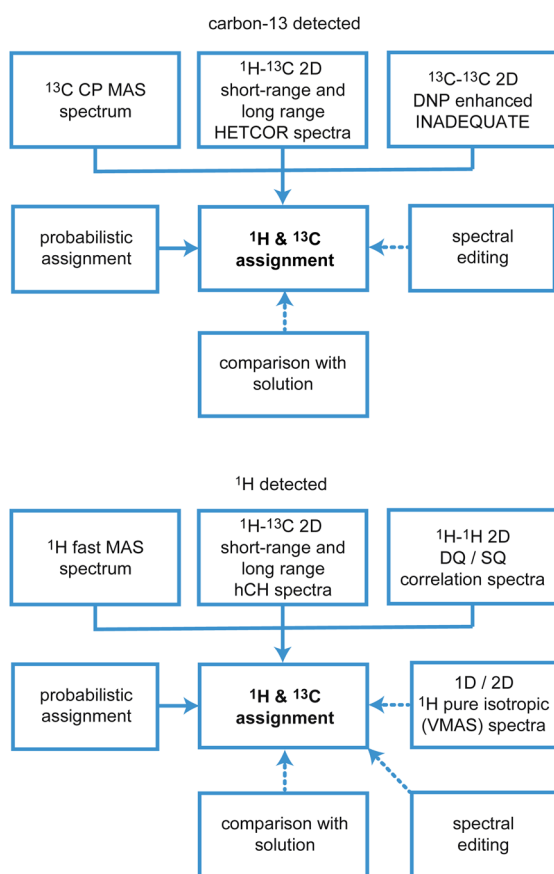 carbon-13 detected
¹³C CP MAS
spectrum
¹H-¹³C 2D
short-range and
long range
HETCOR spectra
¹³C-¹³C 2D
DNP enhanced
INADEQUATE
probabilistic
assignment
¹H & ¹³C
assignment
spectral
editing
comparison with
solution
¹H detected
¹H fast MAS
spectrum
¹H-¹³C 2D
short-range and
long range
hCH spectra
¹H-¹H 2D
DQ / SQ
correlation spectra
probabilistic
assignment
¹H & ¹³C
assignment
1D / 2D
¹H pure isotropic
(VMAS) spectra
comparison with
solution
spectral
editing